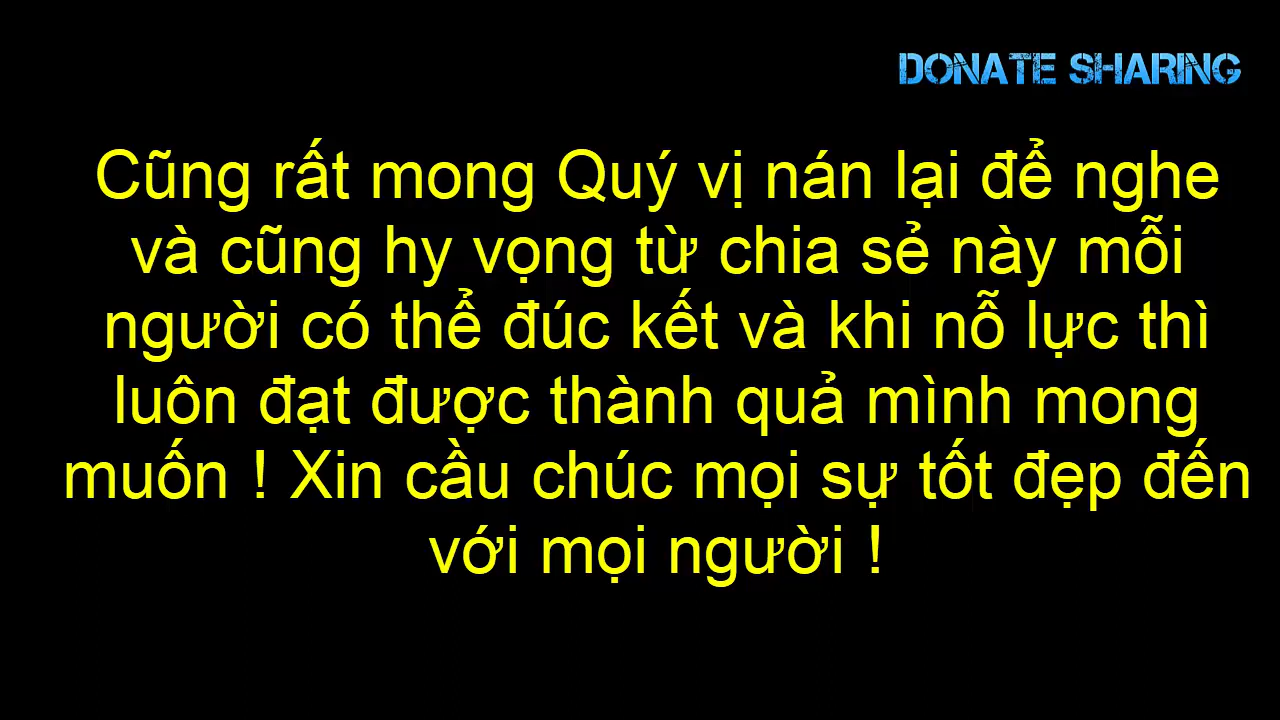 DONATE SHARING
Cũng rất mong Quý vị nán lại để nghe
và cũng hy vọng từ chia sẻ này mỗi
người có thể đúc kết và khi nỗ lực thì
luôn đạt được thành quả mình mong
muốn ! Xin cầu chúc mọi sự tốt đẹp đến
với mọi người !